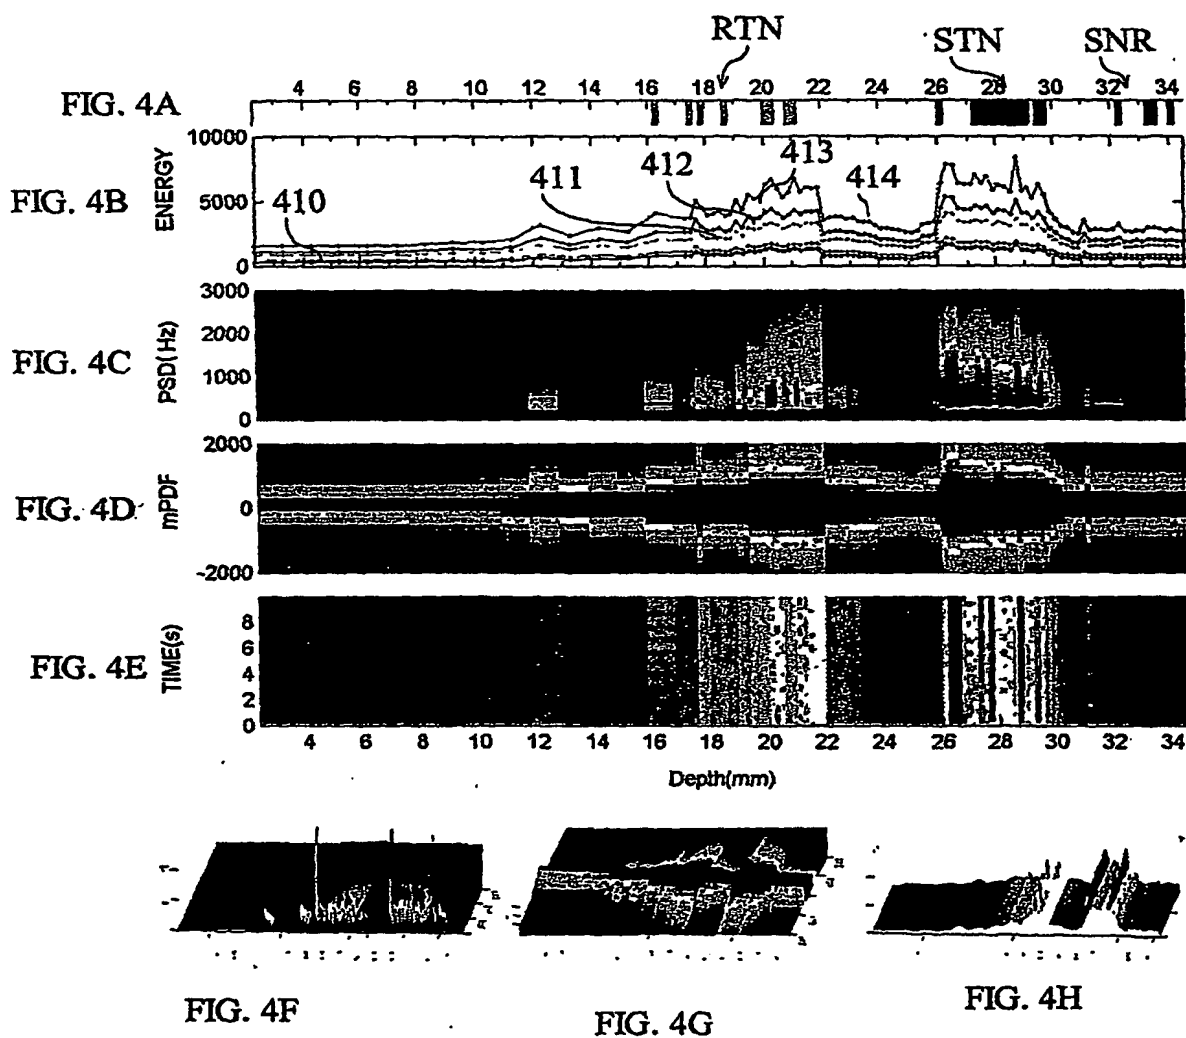 RTN STN SNR
FIG. 4A 4 6 8 10 12 14 16 18 20 22 24 26 28 30 32 34
10000
ENERGY
5000
0
FIG. 4B 410 411 412 413 414
3000
2000
1000
0
PSD(Hz)
FIG. 4C
2000
0
-2000
mPDF
FIG. 4D
8
6
4
2
0
TIME(s)
FIG. 4E
4 6 8 10 12 14 16 18 20 22 24 26 28 30 32 34
Depth(mm)
FIG. 4F FIG. 4G FIG. 4H